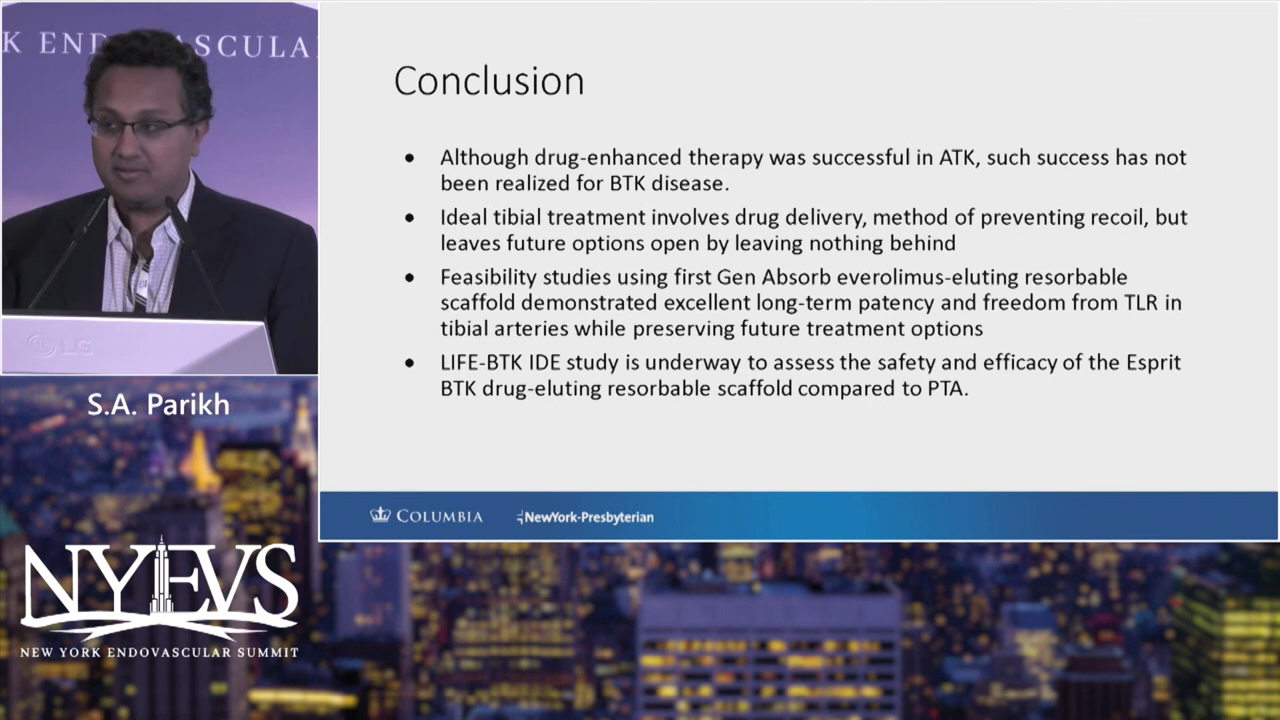 K ENDOVASCULA
LG
S.A. Parikh
NYEVS
NEW YORK ENDOVASCULAR SUMMIT
Conclusion
• Although drug-enhanced therapy was successful in ATK, such success has not
been realized for BTK disease.
• Ideal tibial treatment involves drug delivery, method of preventing recoil, but
leaves future options open by leaving nothing behind
• Feasibility studies using first Gen Absorb everolimus-eluting resorbable
scaffold demonstrated excellent long-term patency and freedom from TLR in
tibial arteries while preserving future treatment options
• LIFE-BTK IDE study is underway to assess the safety and efficacy of the Esprit
BTK drug-eluting resorbable scaffold compared to PTA.
COLUMBIA
NewYork-Presbyterian